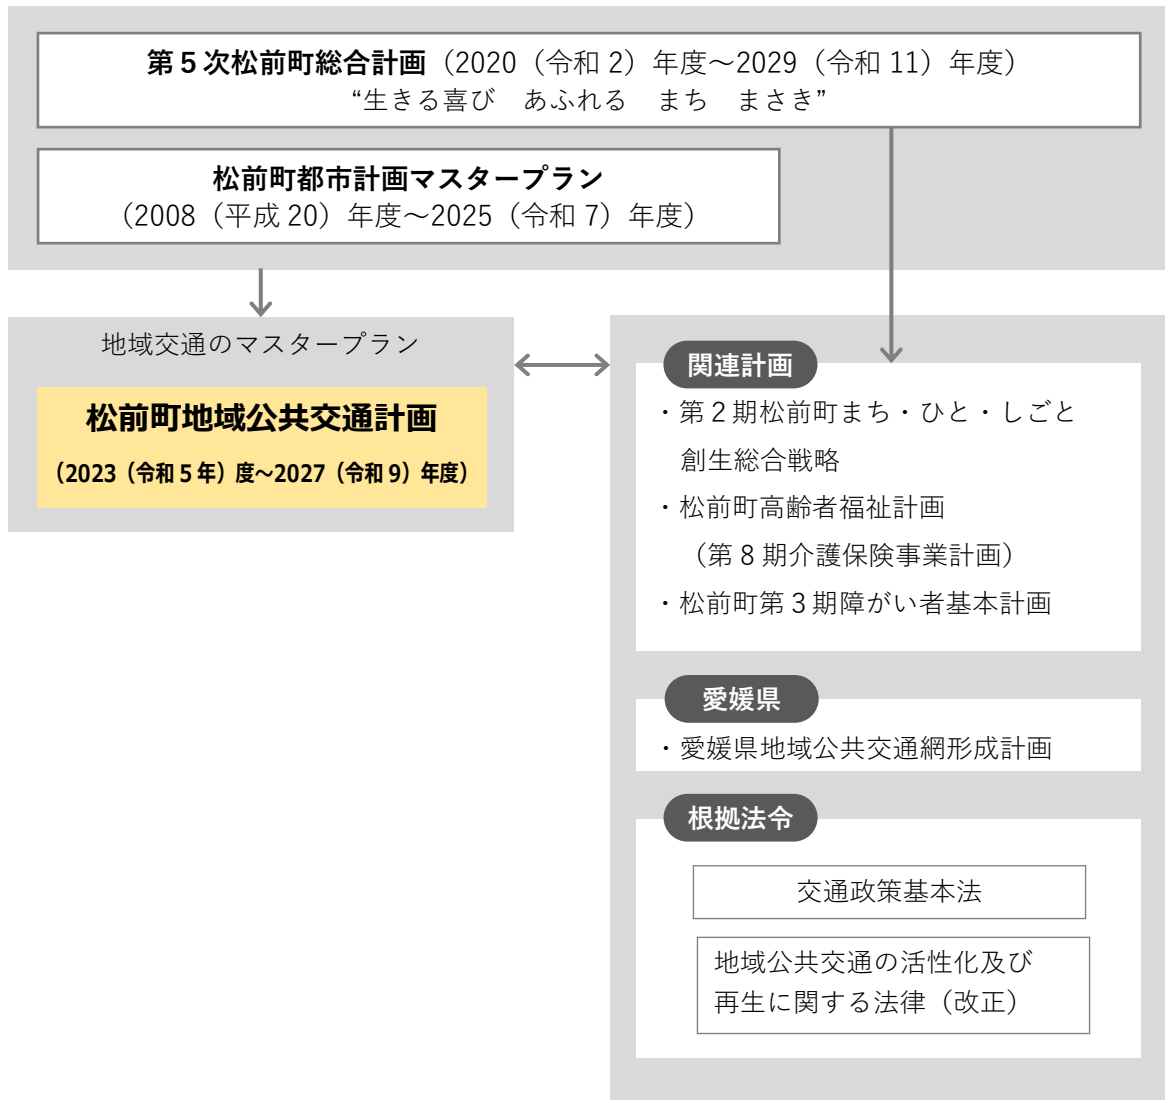 第5次松前町総合計画（2020（令和 2）年度～2029（令和 11）年度）
“生きる喜び　あふれる　まち　まさき”
松前町都市計画マスタープラン
（2008（平成 20）年度～2025（令和 7）年度）
地域交通のマスタープラン
松前町地域公共交通計画
（2023（令和 5 年）度～2027（令和 9）年度）
関連計画
・第２期松前町まち・ひと・しごと
創生総合戦略
・松前町高齢者福祉計画
（第 8 期介護保険事業計画）
・松前町第３期障がい者基本計画
愛媛県
・愛媛県地域公共交通網形成計画
根拠法令
交通政策基本法
地域公共交通の活性化及び
再生に関する法律（改正）